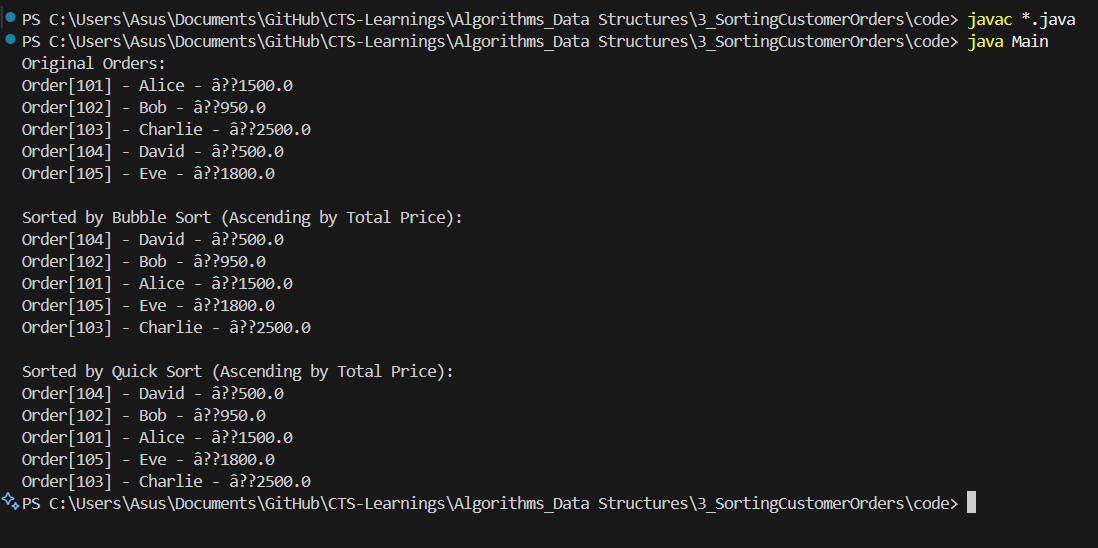 PS C:\Users\Asus\Documents\GitHub\CTS-Learnings\Algorithms_Data Structures\3_SortingCustomerOrders\code> javac *.java
PS C:\Users\Asus\Documents\GitHub\CTS-Learnings\Algorithms_Data Structures\3_SortingCustomerOrders\code> java Main
Original Orders:
Order[101] - Alice - â??1500.0
Order[102] - Bob - â??950.0
Order[103] - Charlie - â??2500.0
Order[104] - David - â??500.0
Order[105] - Eve - â??1800.0

Sorted by Bubble Sort (Ascending by Total Price):
Order[104] - David - â??500.0
Order[102] - Bob - â??950.0
Order[101] - Alice - â??1500.0
Order[105] - Eve - â??1800.0
Order[103] - Charlie - â??2500.0

Sorted by Quick Sort (Ascending by Total Price):
Order[104] - David - â??500.0
Order[102] - Bob - â??950.0
Order[101] - Alice - â??1500.0
Order[105] - Eve - â??1800.0
Order[103] - Charlie - â??2500.0
PS C:\Users\Asus\Documents\GitHub\CTS-Learnings\Algorithms_Data Structures\3_SortingCustomerOrders\code>